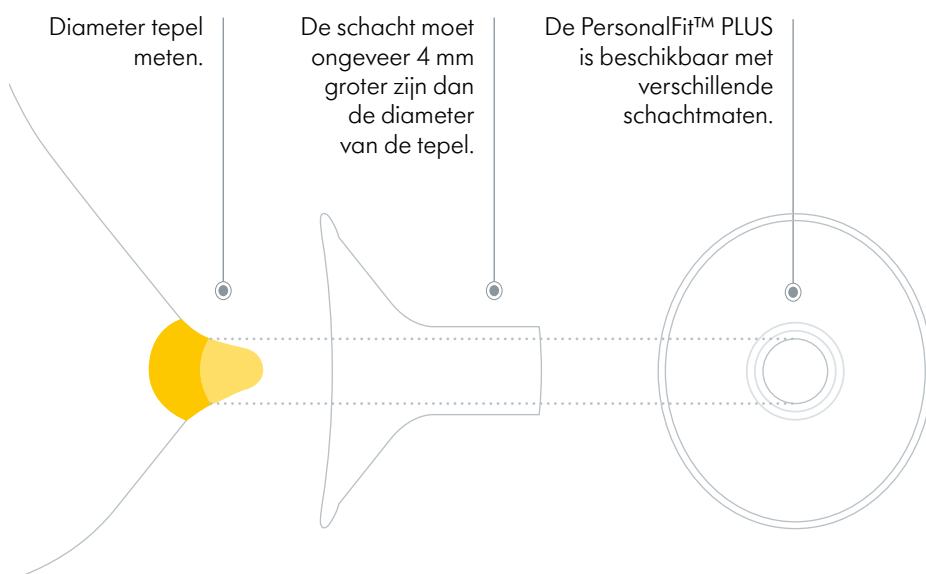 Diameter tepel
meten.
De schacht moet
ongeveer 4 mm
groter zijn dan
de diameter
van de tepel.
De PersonalFit™ PLUS
is beschikbaar met
verschillende
schachtmaten.